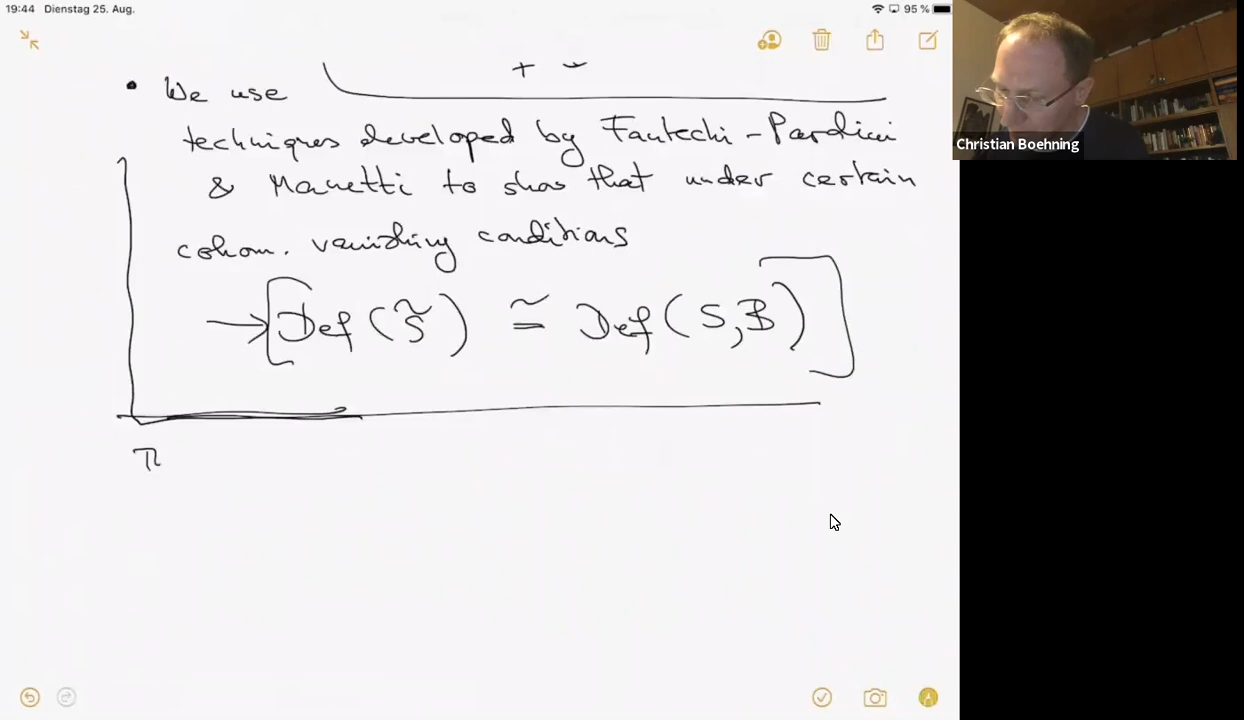 19:44 Dienstag 25. Aug. 95 %
+
• We use
techniques developed by Fantechi - Pardini
& Manetti to show that under certain
cohom. vanishing conditions
→ [Def(S̃) ≅ Def(S,B)]
π
Christian Boehning